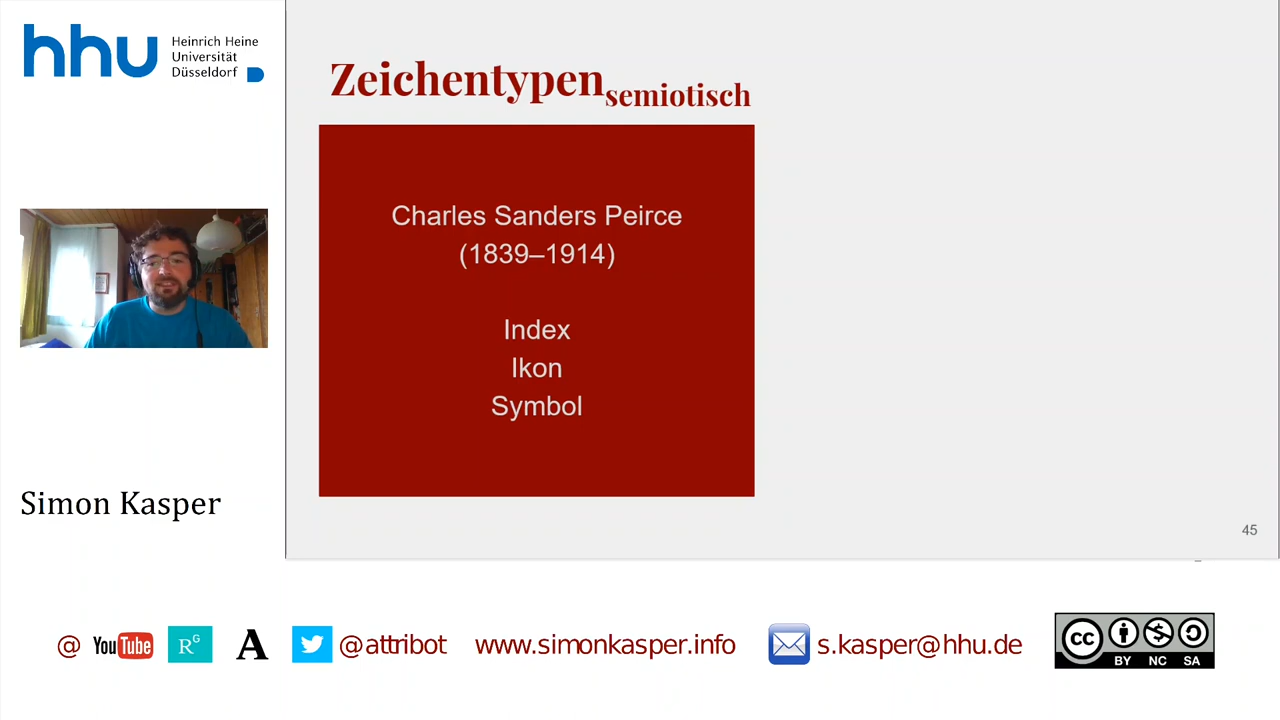 hhu
Heinrich Heine
Universität
Düsseldorf
Zeichentypen semiotisch
Charles Sanders Peirce
(1839–1914)
Index
Ikon
Symbol
Simon Kasper
45
@ YouTube RG A @attribot www.simonkasper.info s.kasper@hhu.de
cc BY NC SA